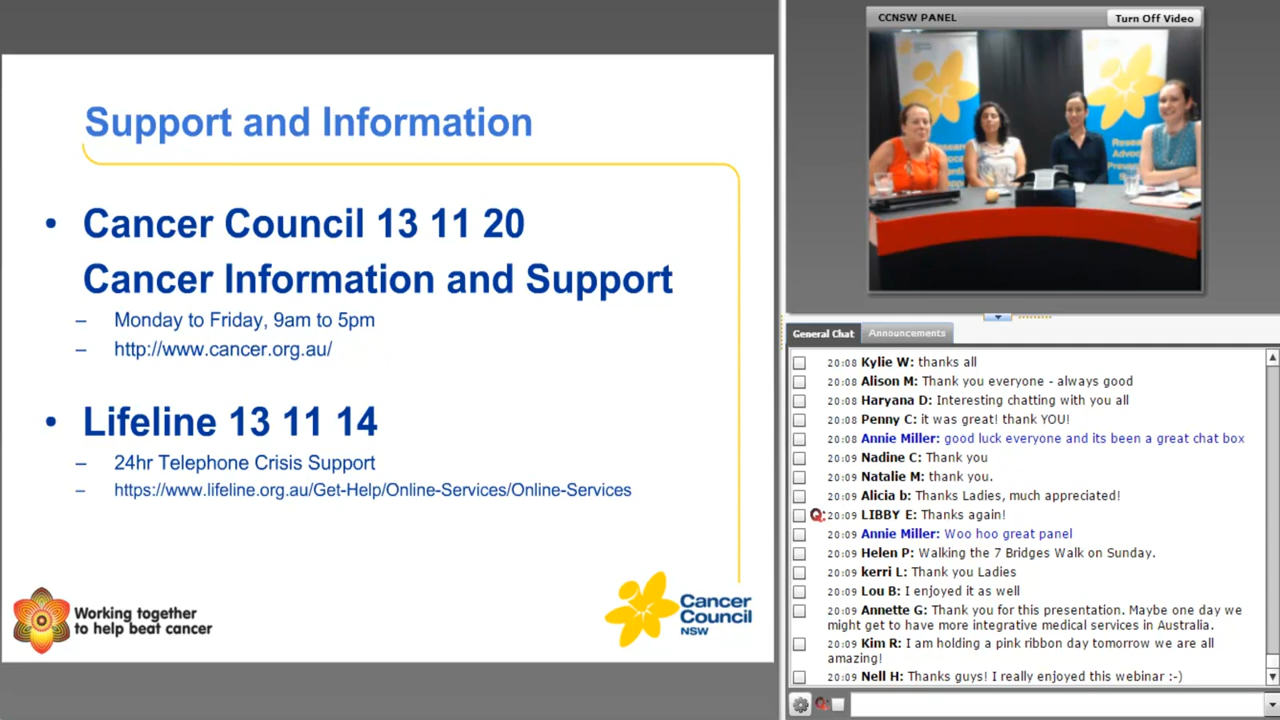 Support and Information
• Cancer Council 13 11 20
Cancer Information and Support
– Monday to Friday, 9am to 5pm
– http://www.cancer.org.au/
• Lifeline 13 11 14
– 24hr Telephone Crisis Support
– https://www.lifeline.org.au/Get-Help/Online-Services/Online-Services
Working together
to help beat cancer
Cancer
Council
NSW
CCNSW PANEL
Turn Off Video
General Chat
Announcements
20:08 Kylie W: thanks all
20:08 Alison M: Thank you everyone - always good
20:08 Haryana D: Interesting chatting with you all
20:08 Penny C: it was great! thank YOU!
20:08 Annie Miller: good luck everyone and its been a great chat box
20:09 Nadine C: Thank you
20:09 Natalie M: thank you.
20:09 Alicia b: Thanks Ladies, much appreciated!
20:09 LIBBY E: Thanks again!
20:09 Annie Miller: Woo hoo great panel
20:09 Helen P: Walking the 7 Bridges Walk on Sunday.
20:09 kerri L: Thank you Ladies
20:09 Lou B: I enjoyed it as well
20:09 Annette G: Thank you for this presentation. Maybe one day we
might get to have more integrative medical services in Australia.
20:09 Kim R: I am holding a pink ribbon day tomorrow we are all
amazing!
20:09 Nell H: Thanks guys! I really enjoyed this webinar :-)